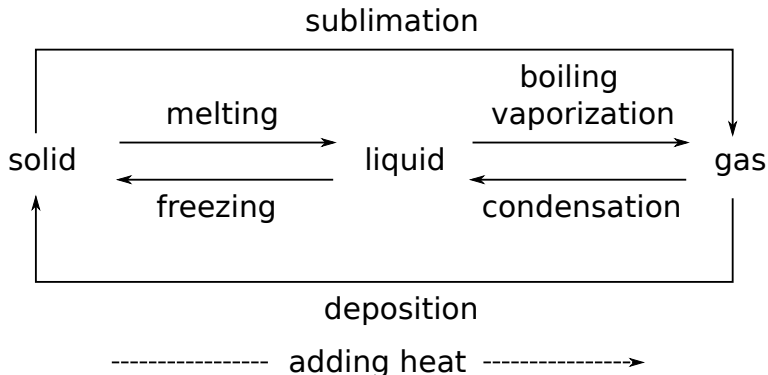 sublimation
boiling
melting
vaporization
solid
liquid
gas
freezing
condensation
deposition
adding heat